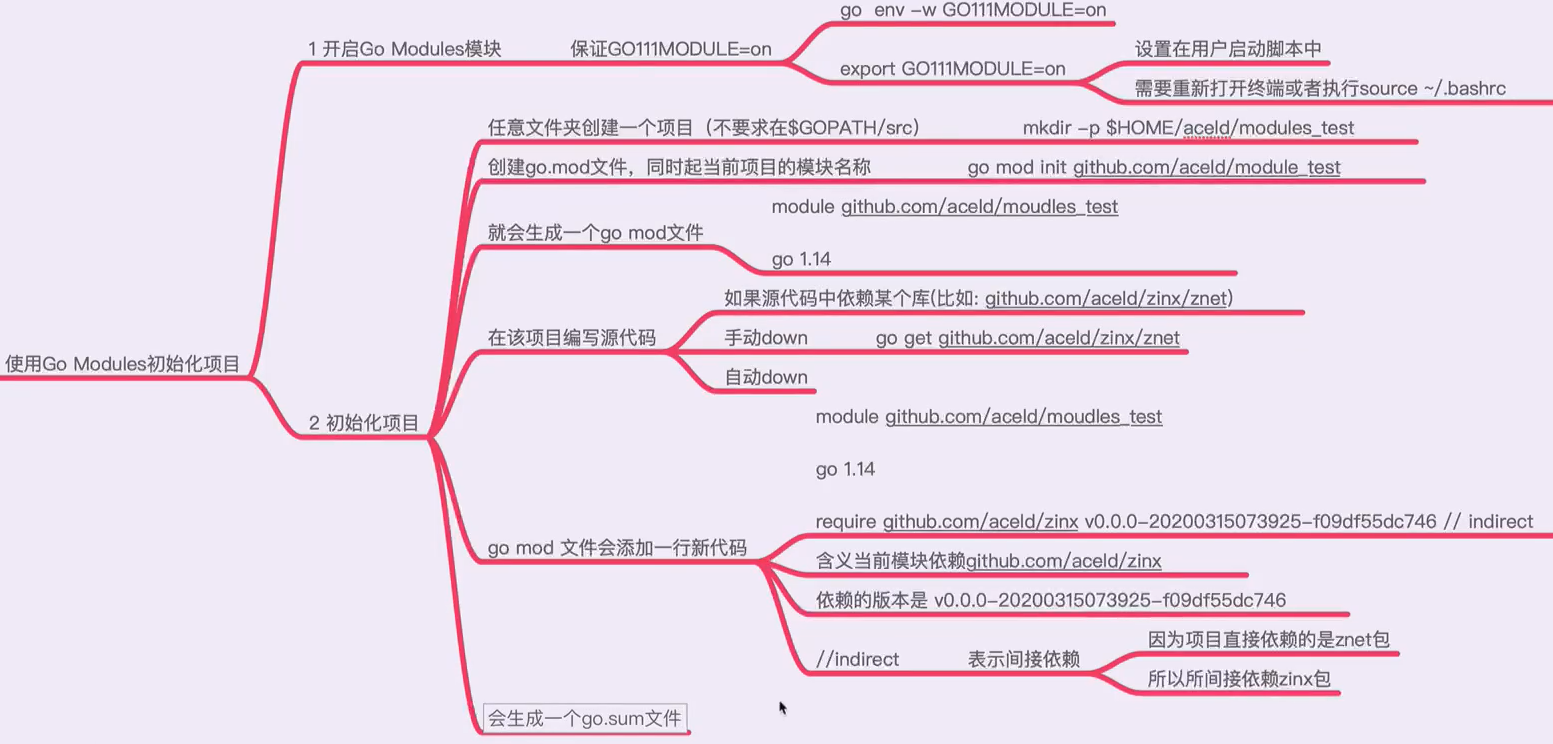 使用Go Modules初始化项目
1 开启Go Modules模块
保证GO111MODULE=on
go env -w GO111MODULE=on
export GO111MODULE=on
设置在用户启动脚本中
需要重新打开终端或者执行source ~/.bashrc
2 初始化项目
任意文件夹创建一个项目（不要求在$GOPATH/src）
mkdir -p $HOME/aceld/modules_test
创建go.mod文件，同时起当前项目的模块名称
go mod init github.com/aceld/module_test
就会生成一个go mod文件
module github.com/aceld/moudles_test
go 1.14
在该项目编写源代码
如果源代码中依赖某个库(比如: github.com/aceld/zinx/znet)
手动down
go get github.com/aceld/zinx/znet
自动down
go mod 文件会添加一行新代码
module github.com/aceld/moudles_test
go 1.14
require github.com/aceld/zinx v0.0.0-20200315073925-f09df55dc746 // indirect
含义当前模块依赖github.com/aceld/zinx
依赖的版本是 v0.0.0-20200315073925-f09df55dc746
//indirect
表示间接依赖
因为项目直接依赖的是znet包
所以所间接依赖zinx包
会生成一个go.sum文件